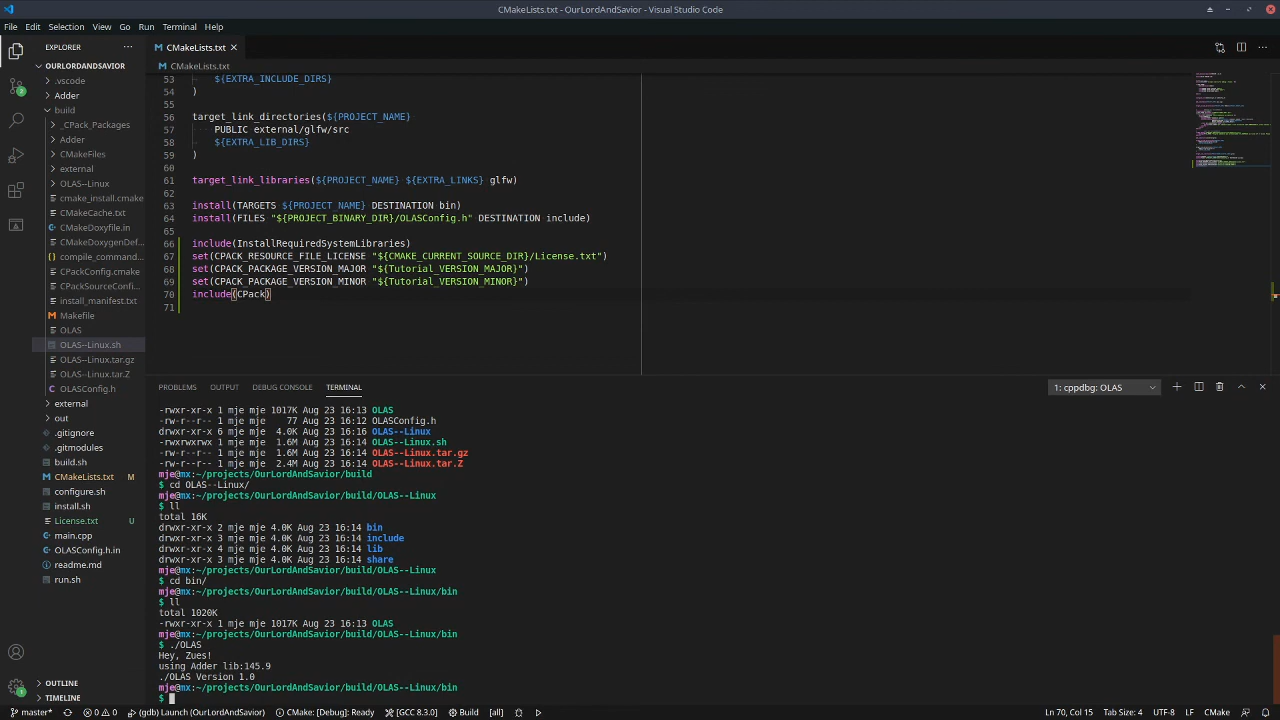 CMakeLists.txt - OurLordAndSavior - Visual Studio Code
File Edit Selection View Go Run Terminal Help
EXPLORER
OURLORDANDSAVIOR
.vscode
Adder
build
_CPack_Packages
Adder
CMakeFiles
external
OLAS--Linux
cmake_install.cmake
CMakeCache.txt
CMakeDoxyfile.in
CMakeDoxygenDef...
compile_command...
CPackConfig.cmake
CPackSourceConfi...
install_manifest.txt
Makefile
OLAS
OLAS--Linux.sh
OLAS--Linux.tar.gz
OLAS--Linux.tar.Z
OLASConfig.h
external
out
.gitignore
.gitmodules
build.sh
CMakeLists.txt M
configure.sh
install.sh
License.txt U
main.cpp
OLASConfig.h.in
readme.md
run.sh
OUTLINE
TIMELINE
CMakeLists.txt
CMakeLists.txt
53 ${EXTRA_INCLUDE_DIRS}
54 )
55
56 target_link_directories(${PROJECT_NAME}
57 PUBLIC external/glfw/src
58 ${EXTRA_LIB_DIRS}
59 )
60
61 target_link_libraries(${PROJECT_NAME} ${EXTRA_LINKS} glfw)
62
63 install(TARGETS ${PROJECT_NAME} DESTINATION bin)
64 install(FILES "${PROJECT_BINARY_DIR}/OLASConfig.h" DESTINATION include)
65
66 include(InstallRequiredSystemLibraries)
67 set(CPACK_RESOURCE_FILE_LICENSE "${CMAKE_CURRENT_SOURCE_DIR}/License.txt")
68 set(CPACK_PACKAGE_VERSION_MAJOR "${Tutorial_VERSION_MAJOR}")
69 set(CPACK_PACKAGE_VERSION_MINOR "${Tutorial_VERSION_MINOR}")
70 include(CPack)
71
PROBLEMS OUTPUT DEBUG CONSOLE TERMINAL
1: cppdbg: OLAS
-rwxr-xr-x 1 mje mje 1017K Aug 23 16:13 OLAS
-rw-r--r-- 1 mje mje 77 Aug 23 16:12 OLASConfig.h
drwxr-xr-x 6 mje mje 4.0K Aug 23 16:16 OLAS--Linux
-rwxrwxrwx 1 mje mje 1.6M Aug 23 16:14 OLAS--Linux.sh
-rw-r--r-- 1 mje mje 1.6M Aug 23 16:14 OLAS--Linux.tar.gz
-rw-r--r-- 1 mje mje 2.4M Aug 23 16:14 OLAS--Linux.tar.Z
mje@mx:~/projects/OurLordAndSavior/build
$ cd OLAS--Linux/
mje@mx:~/projects/OurLordAndSavior/build/OLAS--Linux
$ ll
total 16K
drwxr-xr-x 2 mje mje 4.0K Aug 23 16:14 bin
drwxr-xr-x 3 mje mje 4.0K Aug 23 16:14 include
drwxr-xr-x 4 mje mje 4.0K Aug 23 16:14 lib
drwxr-xr-x 3 mje mje 4.0K Aug 23 16:14 share
mje@mx:~/projects/OurLordAndSavior/build/OLAS--Linux
$ cd bin/
mje@mx:~/projects/OurLordAndSavior/build/OLAS--Linux/bin
$ ll
total 1020K
-rwxr-xr-x 1 mje mje 1017K Aug 23 16:13 OLAS
mje@mx:~/projects/OurLordAndSavior/build/OLAS--Linux/bin
$ ./OLAS
Hey, Zues!
using Adder lib:145.9
./OLAS Version 1.0
mje@mx:~/projects/OurLordAndSavior/build/OLAS--Linux/bin
$
master* 0 0 (gdb) Launch (OurLordAndSavior) CMake: [Debug]: Ready [GCC 8.3.0] Build [all] Ln 70, Col 15 Tab Size: 4 UTF-8 LF CMake